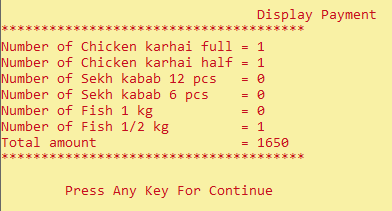 Display Payment
**************************************
Number of Chicken karhai full = 1
Number of Chicken karhai half = 1
Number of Sekh kabab 12 pcs   = 0
Number of Sekh kabab 6 pcs    = 0
Number of Fish 1 kg           = 0
Number of Fish 1/2 kg         = 1
Total amount                  = 1650
**************************************
Press Any Key For Continue